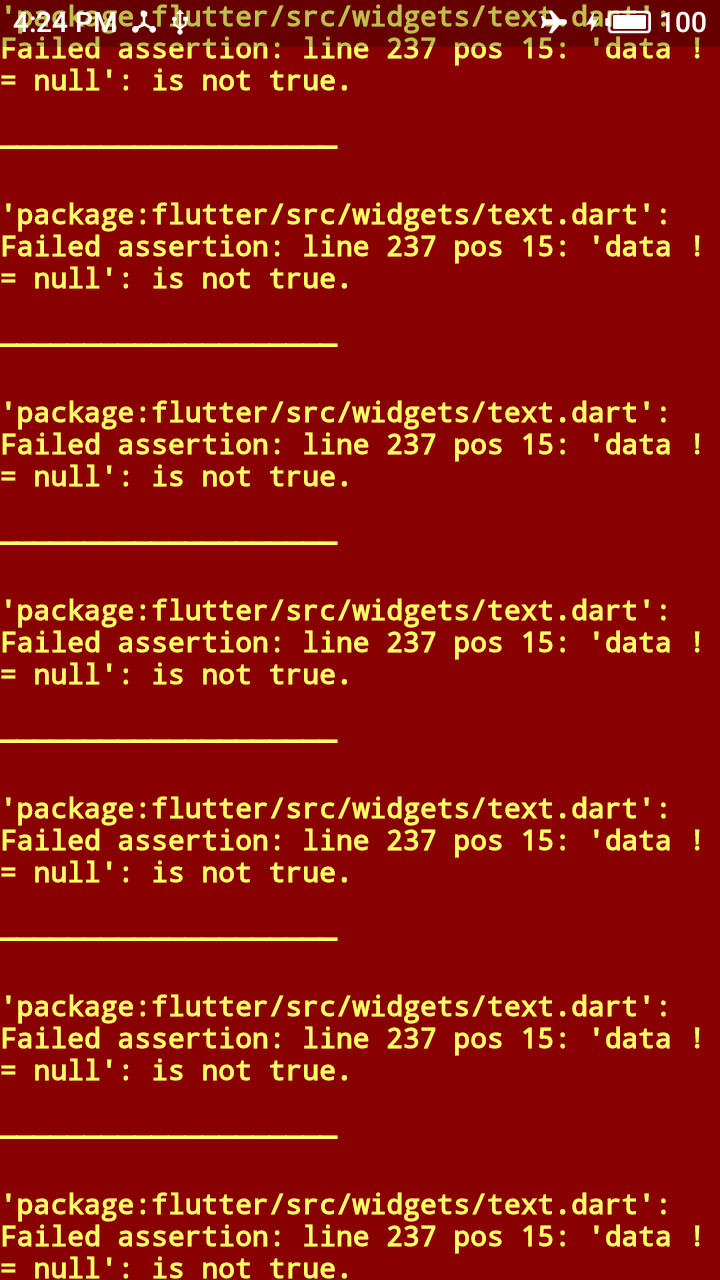 'package:flutter/src/widgets/text.dart':
4:24 PM 100
Failed assertion: line 237 pos 15: 'data !
= null': is not true.
____________________
'package:flutter/src/widgets/text.dart':
Failed assertion: line 237 pos 15: 'data !
= null': is not true.
____________________
'package:flutter/src/widgets/text.dart':
Failed assertion: line 237 pos 15: 'data !
= null': is not true.
____________________
'package:flutter/src/widgets/text.dart':
Failed assertion: line 237 pos 15: 'data !
= null': is not true.
____________________
'package:flutter/src/widgets/text.dart':
Failed assertion: line 237 pos 15: 'data !
= null': is not true.
____________________
'package:flutter/src/widgets/text.dart':
Failed assertion: line 237 pos 15: 'data !
= null': is not true.
____________________
'package:flutter/src/widgets/text.dart':
Failed assertion: line 237 pos 15: 'data !
= null': is not true.